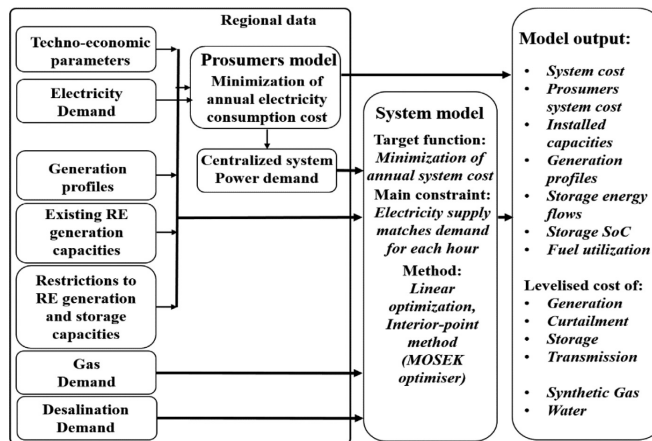 Regional data
Techno-economic
parameters
Electricity
Demand
Generation
profiles
Existing RE
generation
capacities
Restrictions to
RE generation
and storage
capacities
Gas
Demand
Desalination
Demand
Prosumers model
Minimization of
annual electricity
consumption cost
Centralized system
Power demand
System model
Target function:
Minimization of
annual system cost
Main constraint:
Electricity supply
matches demand
for each hour
Method:
Linear
optimization,
Interior-point
method
(MOSEK
optimiser)
Model output:
• System cost
• Prosumers
system cost
• Installed
capacities
• Generation
profiles
• Storage energy
flows
• Storage SoC
• Fuel utilization
Levelised cost of:
• Generation
• Curtailment
• Storage
• Transmission
• Synthetic Gas
• Water